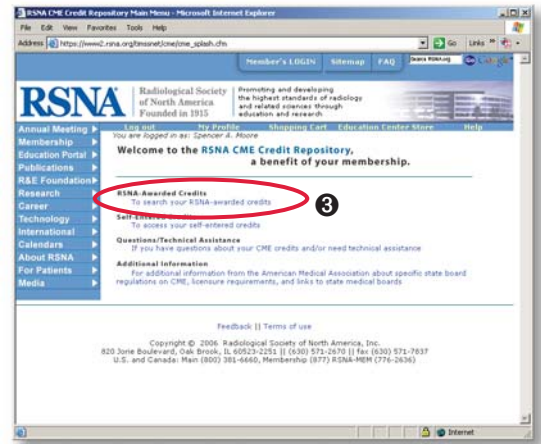 RSNA CME Credit Repository Main Menu - Microsoft Internet Explorer
File Edit View Favorites Tools Help
Address https://www2.rsna.org/timssnet/cme/cme_splash.cfm Go Links
Member's LOGIN Sitemap FAQ
RSNA
Radiological Society
of North America
Founded in 1915
Promoting and developing
the highest standards of radiology
and related sciences through
education and research
Log out My Profile Shopping Cart Education Center Store Help
Annual Meeting
Membership
Education Portal
Publications
R&E Foundation
Research
Career
Technology
International
Calendars
About RSNA
For Patients
Media
You are logged in as: Spencer A. Moore
Welcome to the RSNA CME Credit Repository,
a benefit of your membership.
RSNA-Awarded Credits
To search your RSNA-awarded credits
3
Self-Entered Credits
To access your self-entered credits
Questions/Technical Assistance
If you have questions about your CME credits and/or need technical assistance
Additional Information
For additional information from the American Medical Association about specific state board
regulations on CME, licensure requirements, and links to state medical boards
Feedback || Terms of use
Copyright © 2006 Radiological Society of North America, Inc.
820 Jorie Boulevard, Oak Brook, IL 60523-2251 || (630) 571-2670 || fax (630) 571-7837
U.S. and Canada: Main (800) 381-6660, Membership (877) RSNA-MEM (776-2636)
Internet